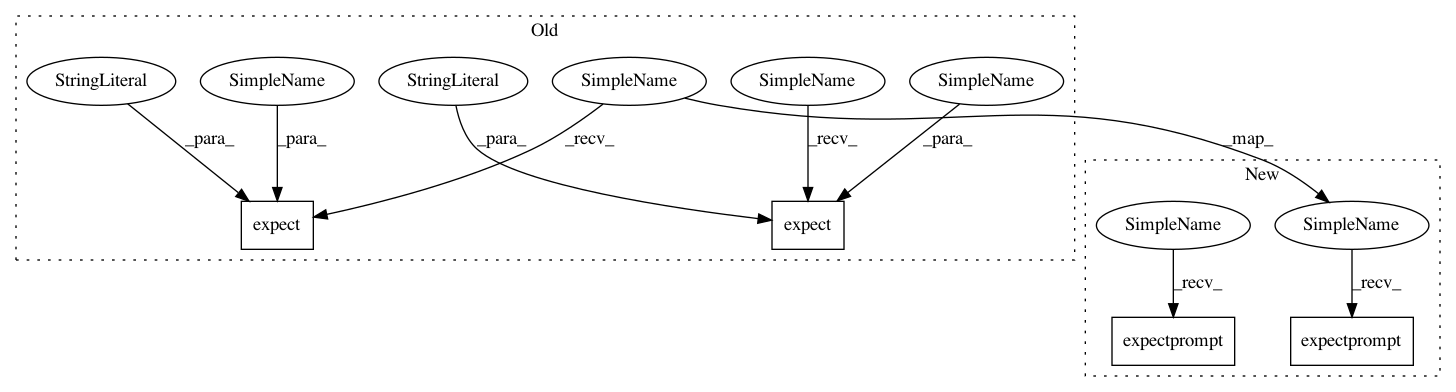 Old
StringLiteral
SimpleName
StringLiteral
SimpleName
SimpleName
SimpleName
_para_
_para_
_para_
_recv_
_recv_
_para_
_map_
New
expect
expect
SimpleName
SimpleName
_recv_
_recv_
expectprompt
expectprompt